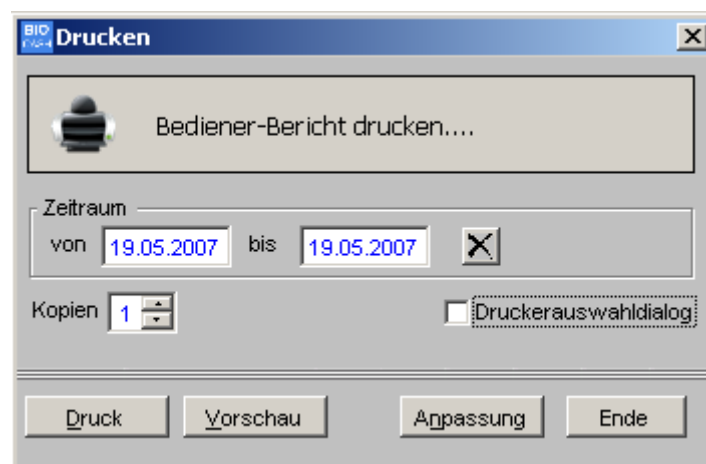 BIO
CASH Drucken
Bediener-Bericht drucken....
Zeitraum
von 19.05.2007 bis 19.05.2007
Kopien 1 Druckerauswahldialog
Druck Vorschau Anpassung Ende